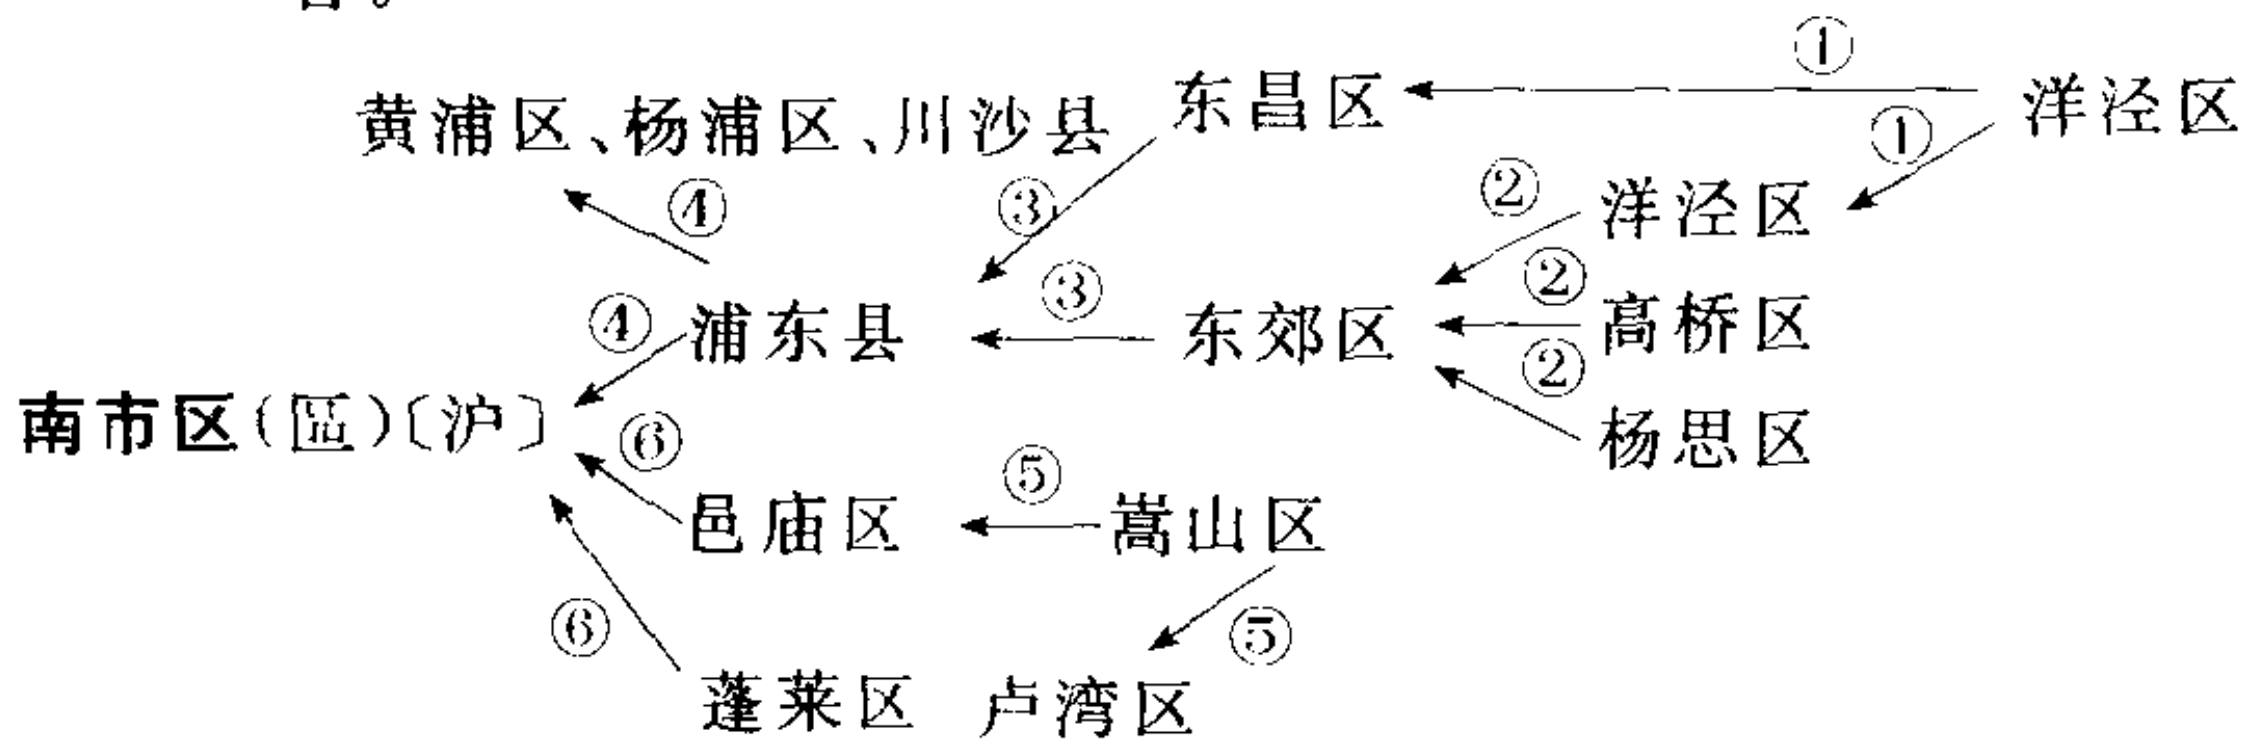 ①
东昌区 洋泾区
黄浦区、杨浦区、川沙县
①
④ ③ ② 洋泾区
④ ③ ②
浦东县 东郊区 高桥区
②
南市区(區)〔沪〕
⑥ 杨思区
⑤
邑庙区 嵩山区
⑥ ⑤
蓬莱区 卢湾区